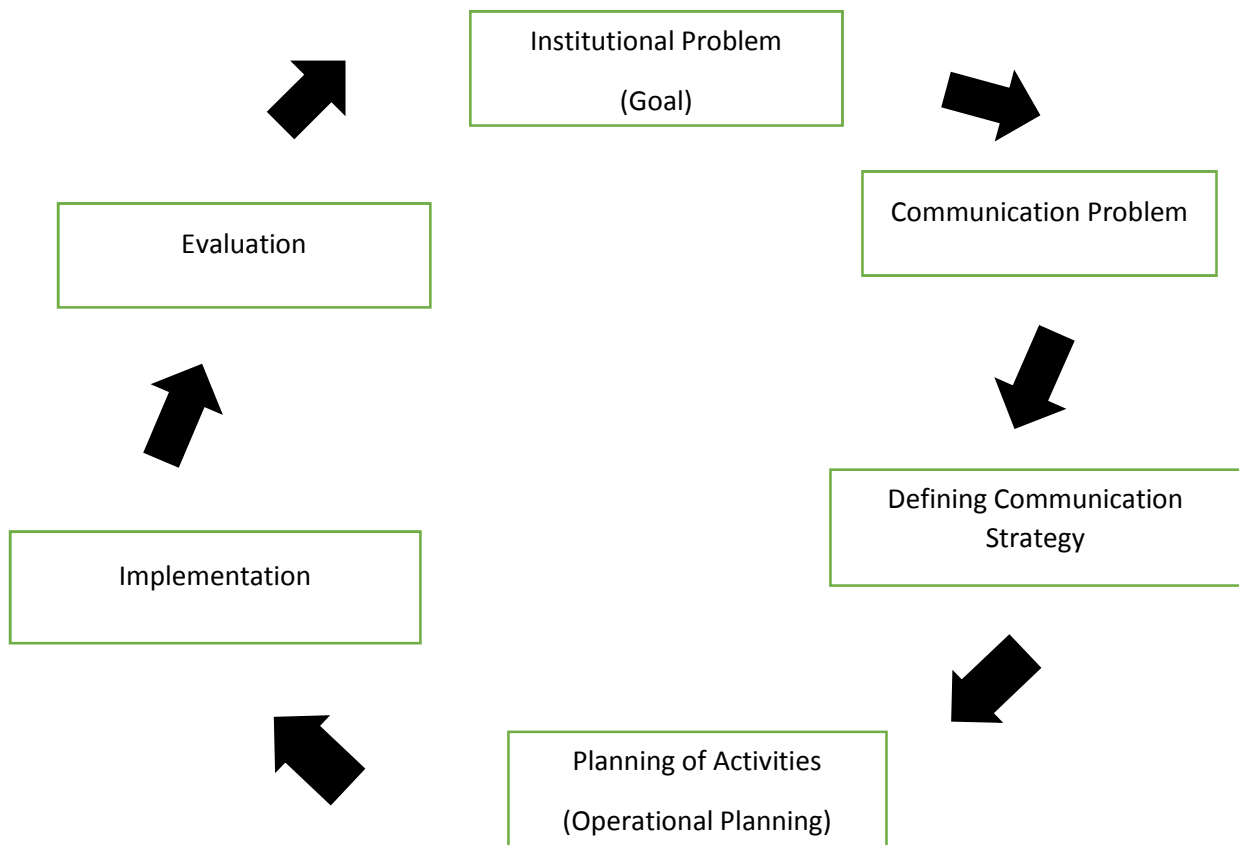 Institutional Problem
(Goal)
Communication Problem
Defining Communication
Strategy
Planning of Activities
(Operational Planning)
Implementation
Evaluation